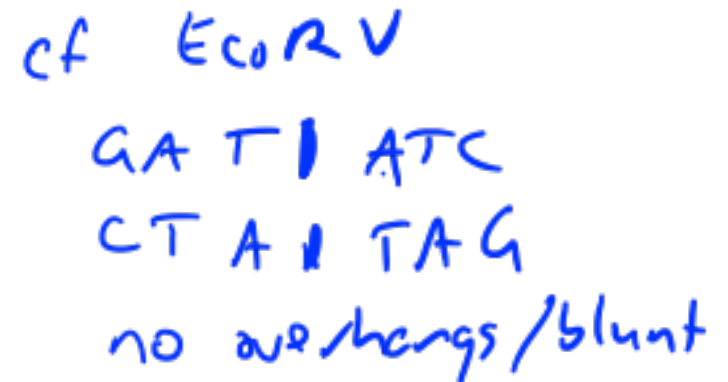 cf EcoRV
GAT | ATC
CTA | TAG
no overhangs/blunt